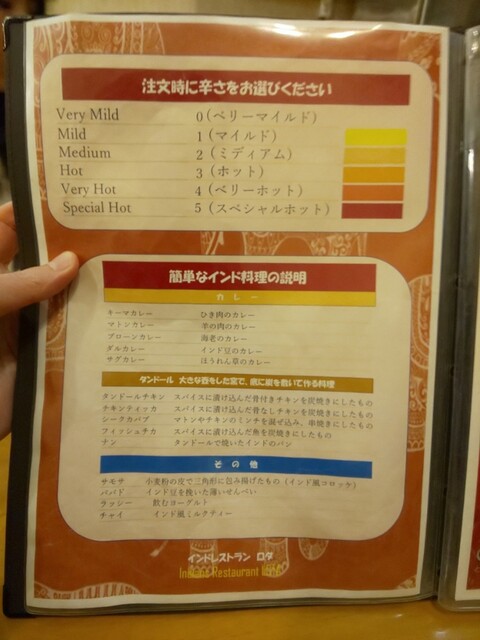 注文時に辛さをお選びください
Very Mild 0(ベリーマイルド)
Mild 1(マイルド)
Medium 2(ミディアム)
Hot 3(ホット)
Very Hot 4(ベリーホット)
Special Hot 5(スペシャルホット)
簡単なインド料理の説明
カレー
キーマカレー ひき肉のカレー
マトンカレー 羊の肉のカレー
プローンカレー 海老のカレー
ダルカレー インド豆のカレー
サグカレー ほうれん草のカレー
タンドール 大きな壺をした窯で、底に炭を敷いて作る料理
タンドールチキン スパイスに漬け込んだ骨付きチキンを炭焼きにしたもの
チキンティッカ スパイスに漬け込んだ骨なしチキンを炭焼きにしたもの
シークカバブ マトンやチキンのミンチを混ぜ込み、串焼きにしたもの
フィッシュチカ スパイスに漬け込んだ魚を炭焼きにしたもの
ナン タンドールで焼いたインドのパン
その他
サモサ 小麦粉の皮で三角形に包み揚げたもの(インド風コロッケ)
パパド インド豆を挽いた薄いせんべい
ラッシー 飲むヨーグルト
チャイ インド風ミルクティー
インドレストラン ロダ
Indian Restaurant